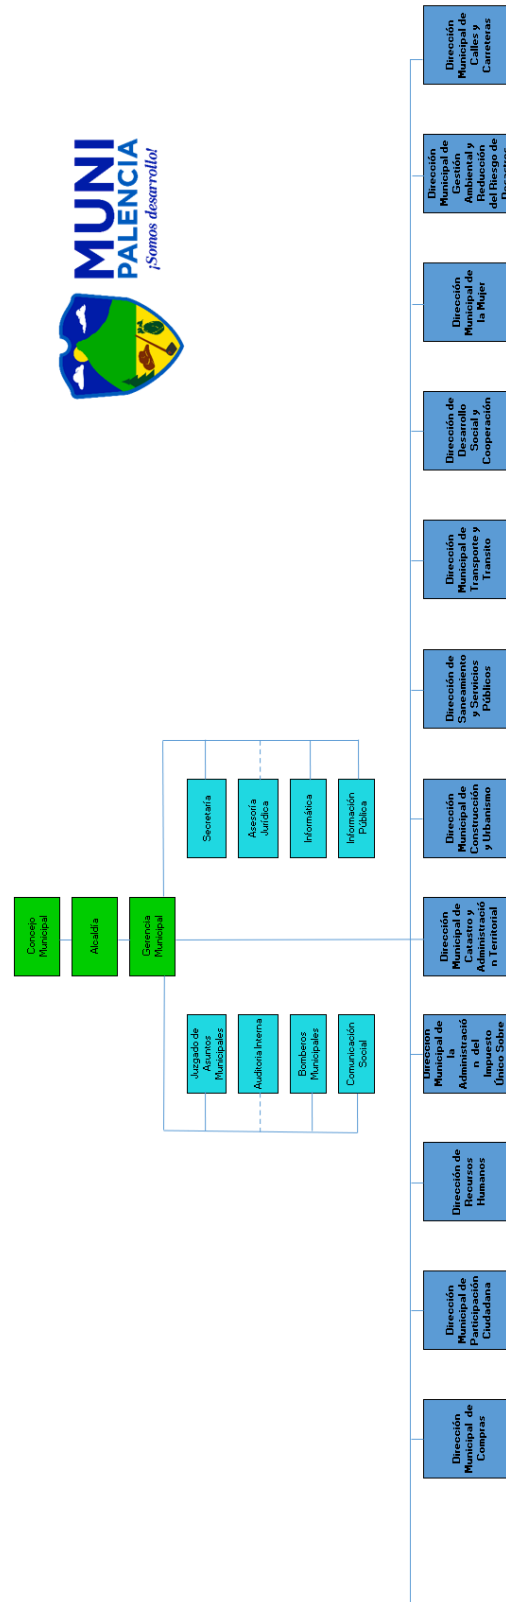 MUNI
PALENCIA
¡Somos desarrollo!
Concejo
Municipal
Alcaldía
Gerencia
Municipal
Juzgado de
Asuntos
Municipales
Secretaría
Auditoria Interna
Asesoría
Jurídica
Bomberos
Municipales
Informática
Comunicación
Social
Información
Pública
Dirección
Municipal de
Compras
Dirección
Municipal de
Participación
Ciudadana
Dirección de
Recursos
Humanos
Dirección
Municipal de
la
Administració
n del
Impuesto
Único Sobre
Dirección
Municipal de
Catastro y
Administració
n Territorial
Dirección
Municipal de
Construcción
y Urbanismo
Dirección de
Saneamiento
y Servicios
Públicos
Dirección
Municipal de
Transporte y
Transito
Dirección de
Desarrollo
Social y
Cooperación
Dirección
Municipal de
la Mujer
Dirección
Municipal de
Gestión
Ambiental y
Reducción
del Riesgo de
Desastres
Dirección
Municipal de
Calles y
Carreteras